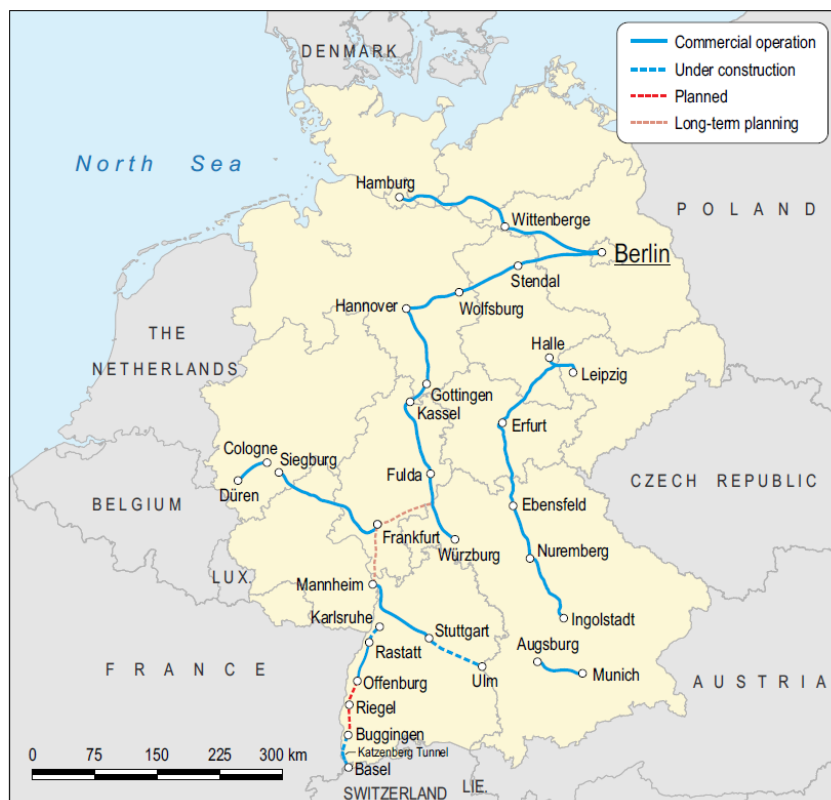 DENMARK
Commercial operation
Under construction
Planned
Long-term planning
North Sea
Hamburg
Wittenberge
POLAND
Berlin
Stendal
Hannover
Wolfsburg
THE
NETHERLANDS
Halle
Leipzig
Gottingen
Kassel
Erfurt
Cologne
Siegburg
Düren
Fulda
CZECH REPUBLIC
BELGIUM
Ebensfeld
Frankfurt
Würzburg
Nuremberg
LUX.
Mannheim
Karlsruhe
Stuttgart
Ingolstadt
Rastatt
Augsburg
FRANCE
Offenburg
Ulm
Munich
AUSTRIA
Riegel
Buggingen
Katzenberg Tunnel
0 75 150 225 300 km
Basel
SWITZERLAND
LIE.